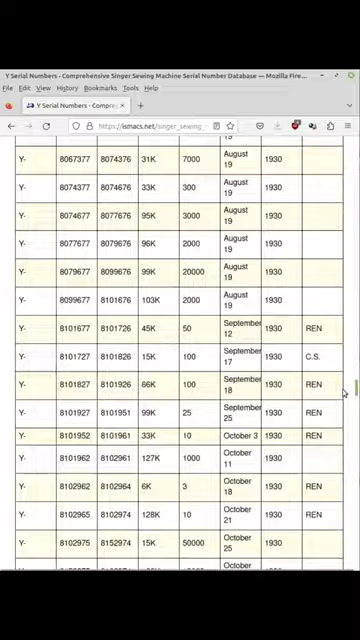 Y Serial Numbers - Comprehensive Singer Sewing Machine Serial Number Database — Mozilla Fire...
File Edit View History Bookmarks Tools Help
Y Serial Numbers - Compre
https://ismacs.net/singer_sewing_
19
Y- 8067377 8074376 31K 7000 August 19 1930
Y- 8074377 8074676 33K 300 August 19 1930
Y- 8074677 8077676 95K 3000 August 19 1930
Y- 8077677 8079676 96K 2000 August 19 1930
Y- 8079677 8099676 99K 20000 August 19 1930
Y- 8099677 8101676 103K 2000 August 19 1930
Y- 8101677 8101726 45K 50 September 12 1930 REN
Y- 8101727 8101826 15K 100 September 17 1930 C.S.
Y- 8101827 8101926 66K 100 September 18 1930 REN
Y- 8101927 8101951 99K 25 September 25 1930 REN
Y- 8101952 8101961 33K 10 October 3 1930 REN
Y- 8101962 8102961 127K 1000 October 11 1930
Y- 8102962 8102964 6K 3 October 18 1930 REN
Y- 8102965 8102974 128K 10 October 21 1930 REN
Y- 8102975 8152974 15K 50000 October 25 1930
October